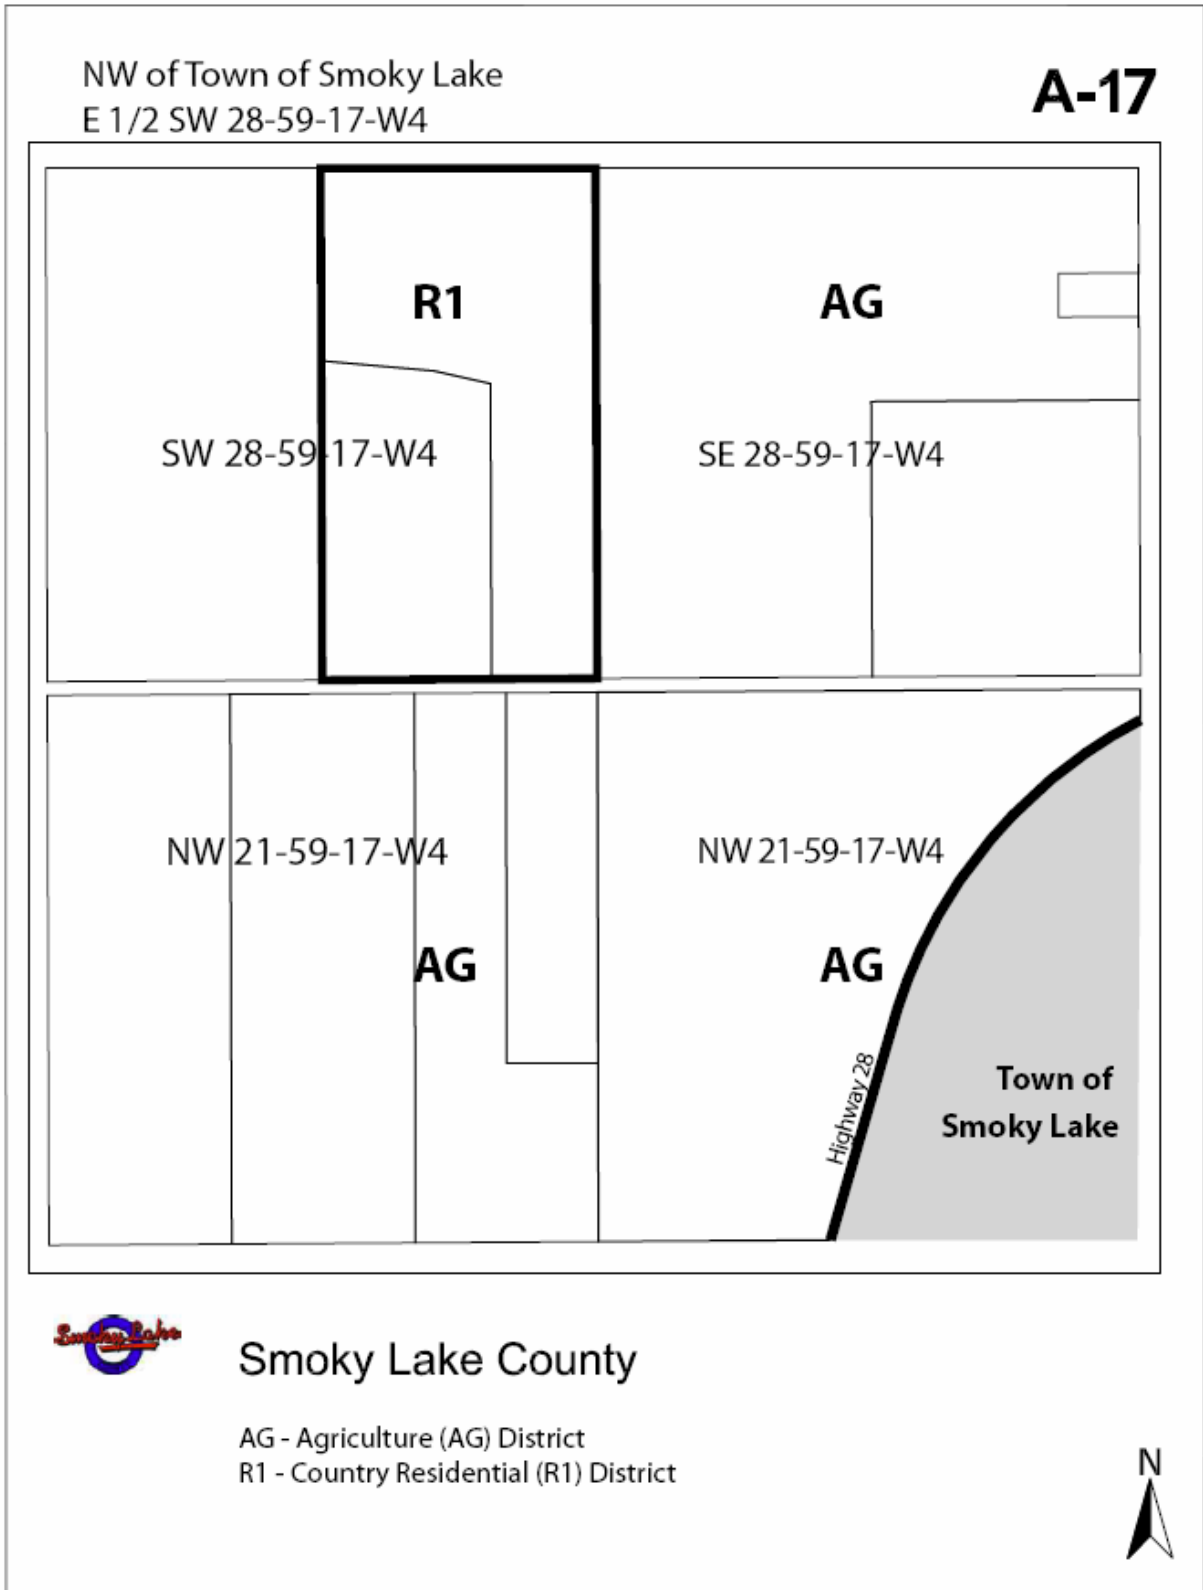 NW of Town of Smoky Lake
E 1/2 SW 28-59-17-W4
A-17
R1
AG
SW 28-59-17-W4
SE 28-59-17-W4
NW 21-59-17-W4
NW 21-59-17-W4
AG
AG
Highway 28
Town of
Smoky Lake
Smoky Lake
Smoky Lake County
AG - Agriculture (AG) District
R1 - Country Residential (R1) District
N